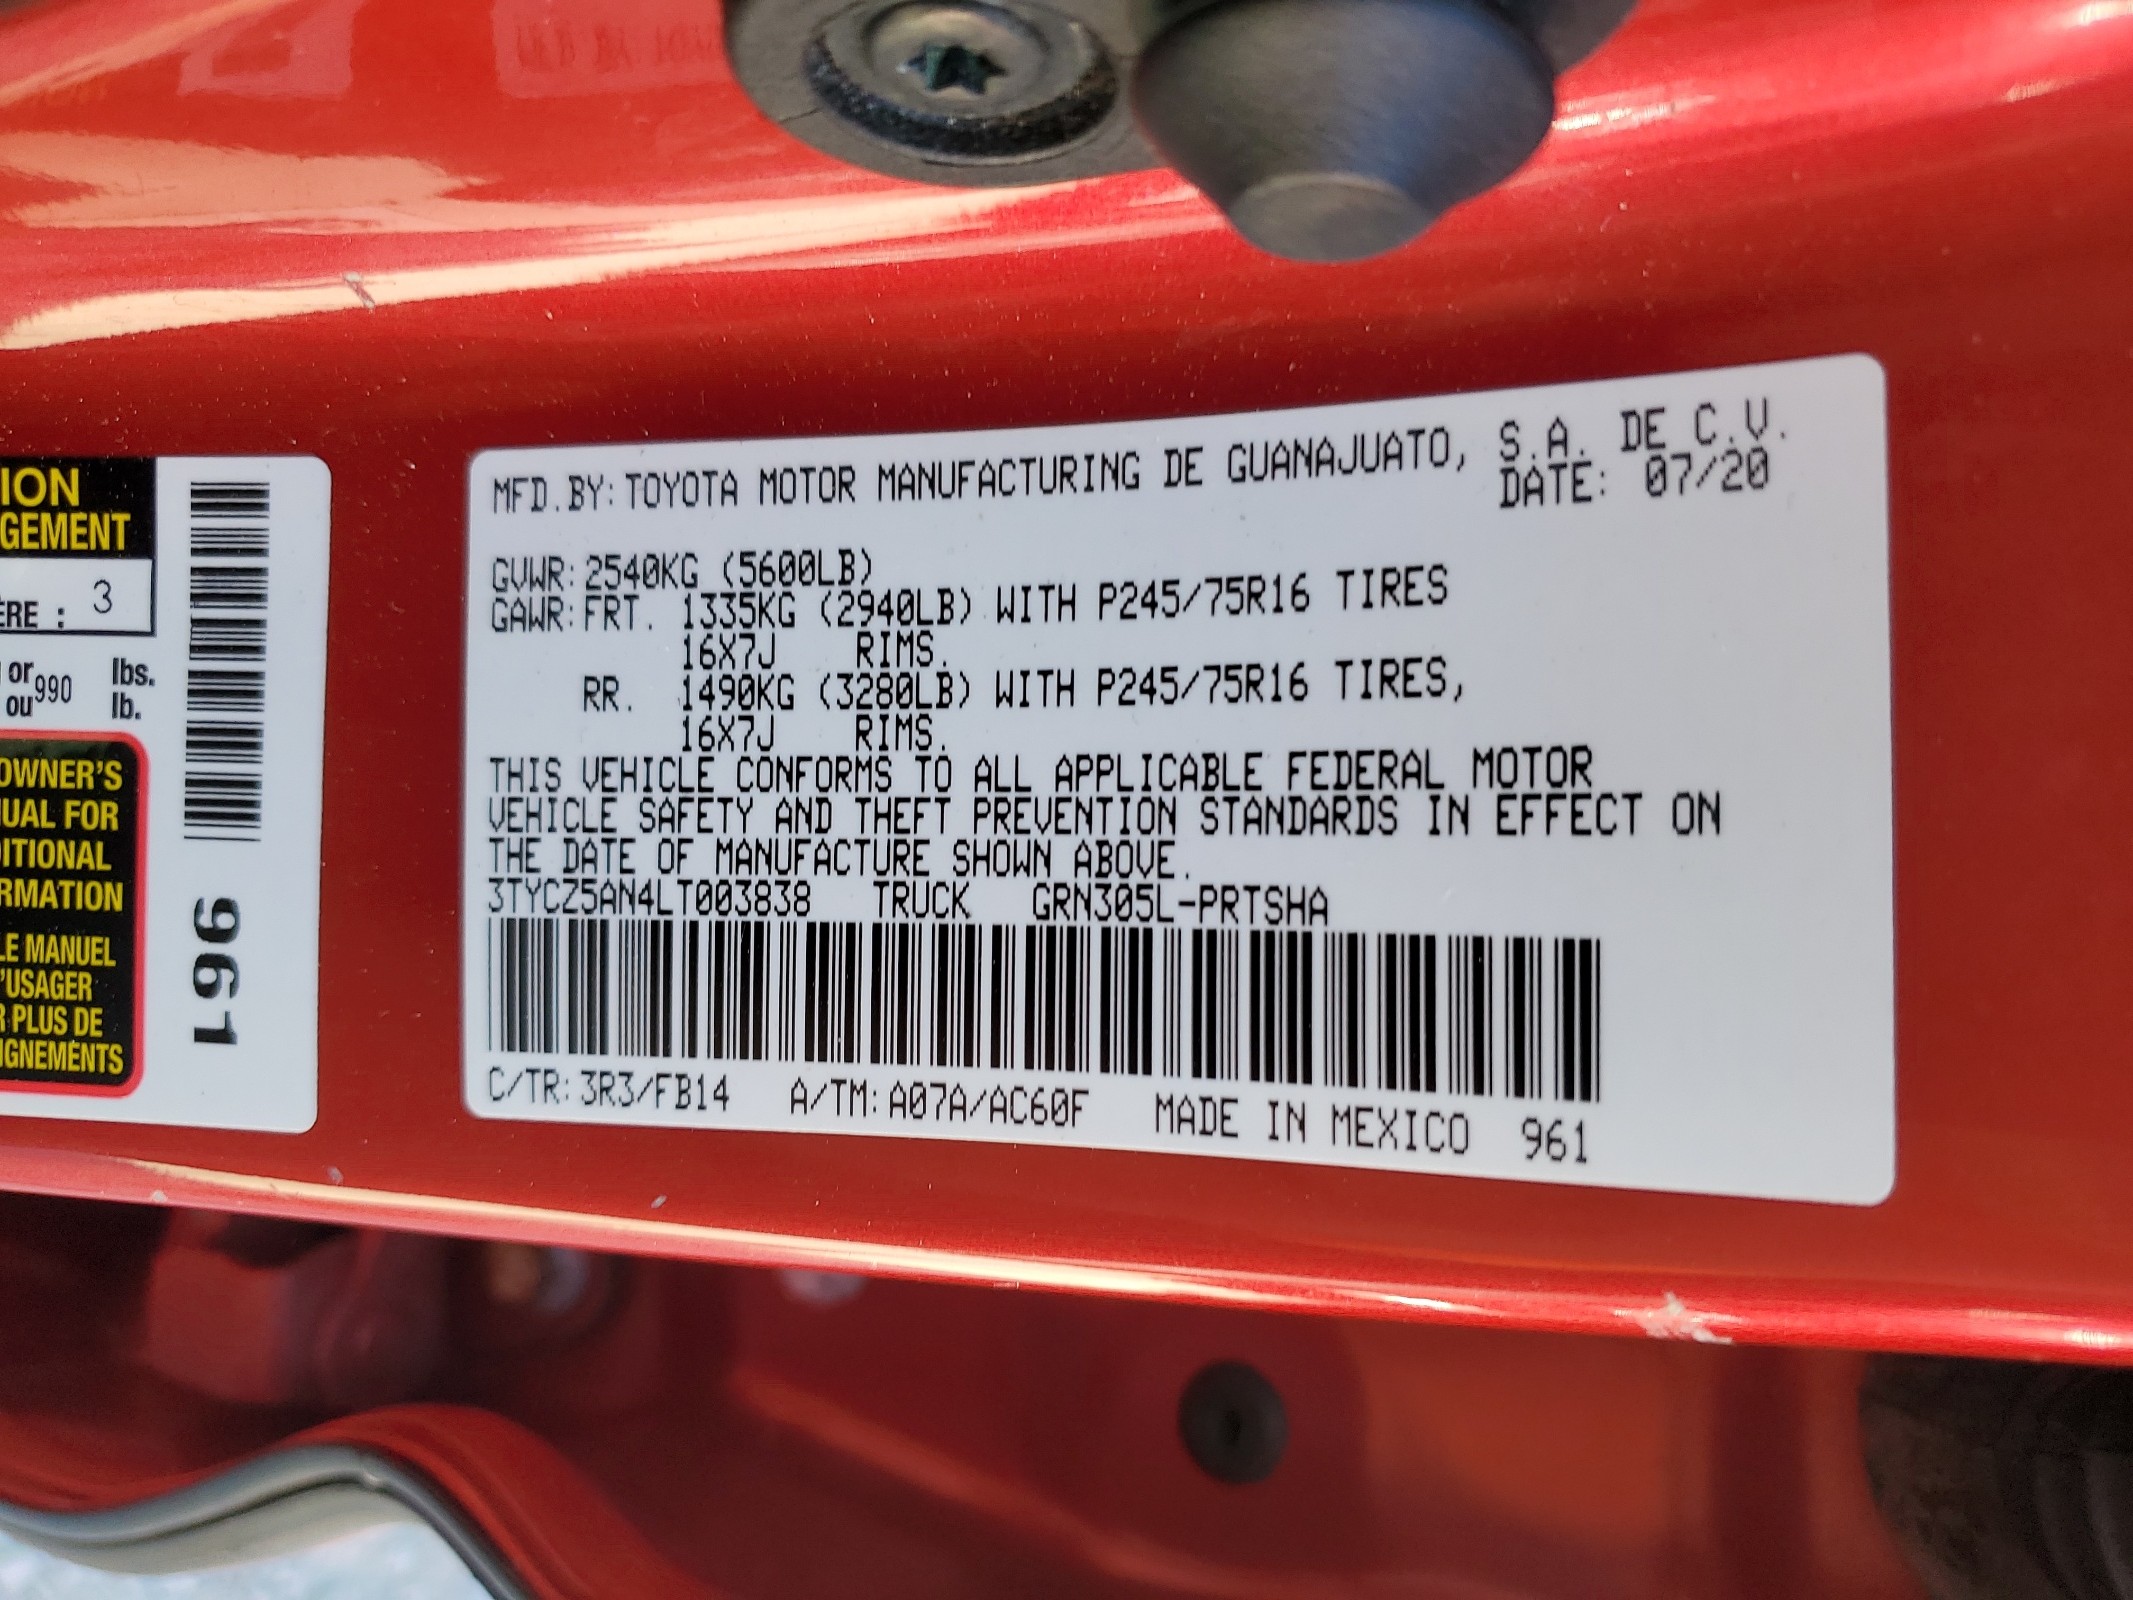 ION
GEMENT
ÈRE : 3
or 990 lbs.
ou lb.
OWNER'S
UAL FOR
ITIONAL
RMATION
LE MANUEL
'USAGER
R PLUS DE
IGNEMENTS
961
MFD.BY: TOYOTA MOTOR MANUFACTURING DE GUANAJUATO, S.A. DE C.V.
DATE: 07/20
GVWR: 2540KG (5600LB)
GAWR: FRT. 1335KG (2940LB) WITH P245/75R16 TIRES
16X7J RIMS.
RR. 1490KG (3280LB) WITH P245/75R16 TIRES,
16X7J RIMS.
THIS VEHICLE CONFORMS TO ALL APPLICABLE FEDERAL MOTOR
VEHICLE SAFETY AND THEFT PREVENTION STANDARDS IN EFFECT ON
THE DATE OF MANUFACTURE SHOWN ABOVE.
3TYCZ5AN4LT003838 TRUCK GRN305L-PRTSHA
C/TR: 3R3/FB14 A/TM: A07A/AC60F MADE IN MEXICO 961